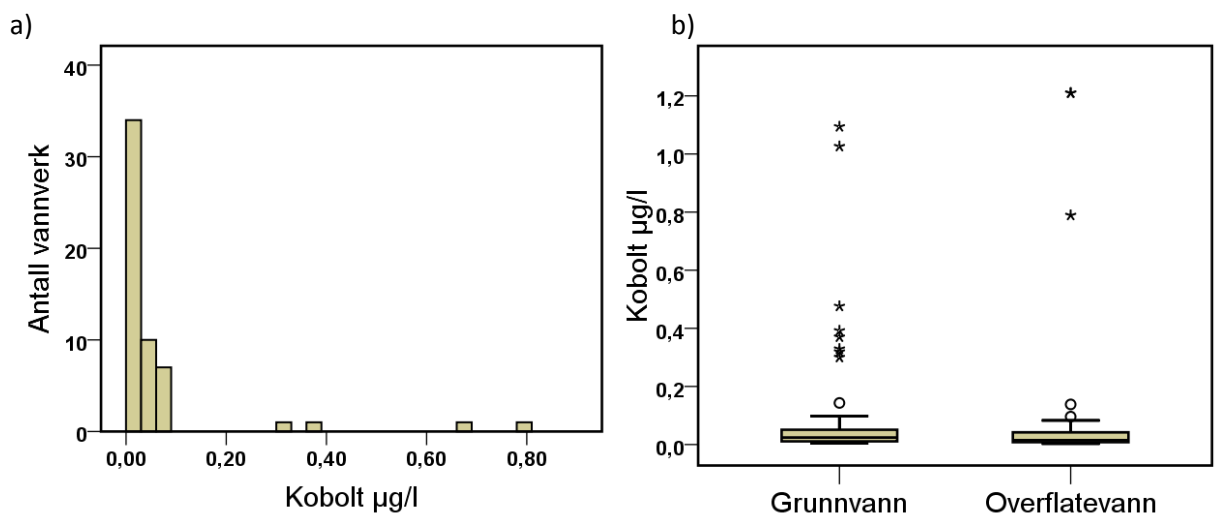 a)
40
30
20
10
0
Antall vannverk
0,00 0,20 0,40 0,60 0,80
Kobolt µg/l
b)
1,2
1,0
0,8
0,6
0,4
0,2
0,0
Kobolt µg/l
Grunnvann Overflatevann